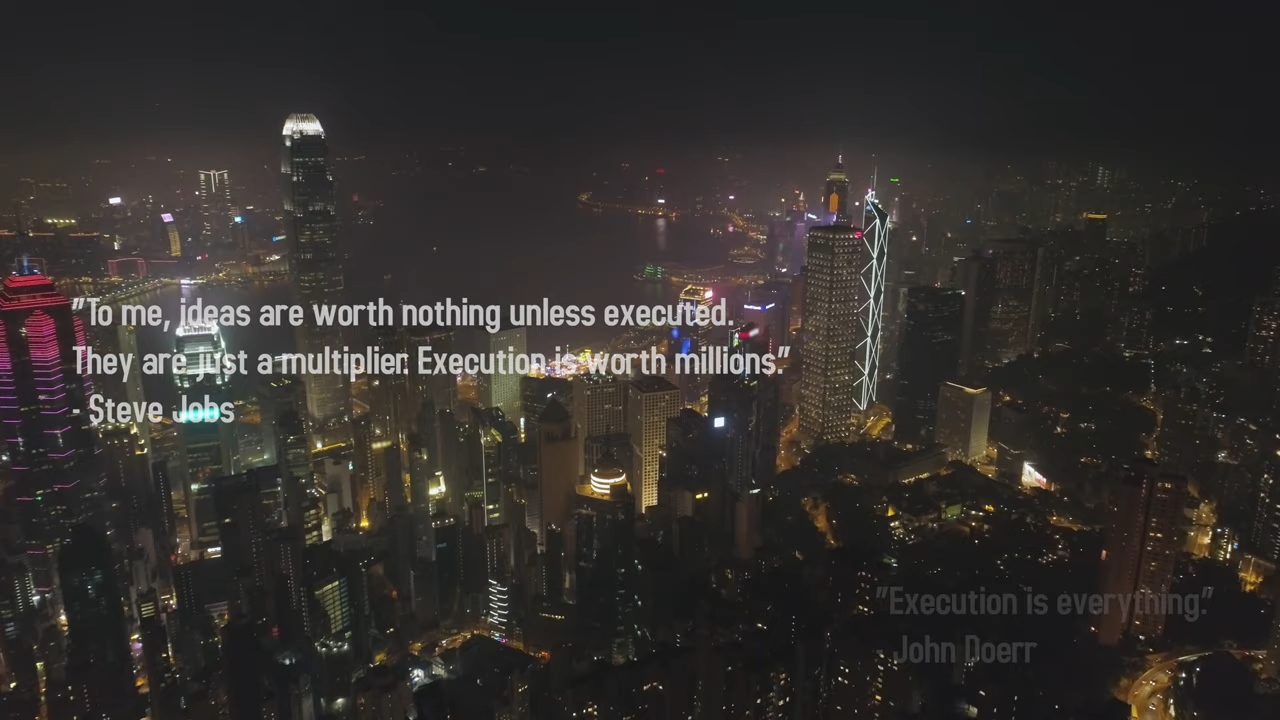 "To me, ideas are worth nothing unless executed.
They are just a multiplier. Execution is worth millions."
- Steve Jobs
"Execution is everything."
- John Doerr